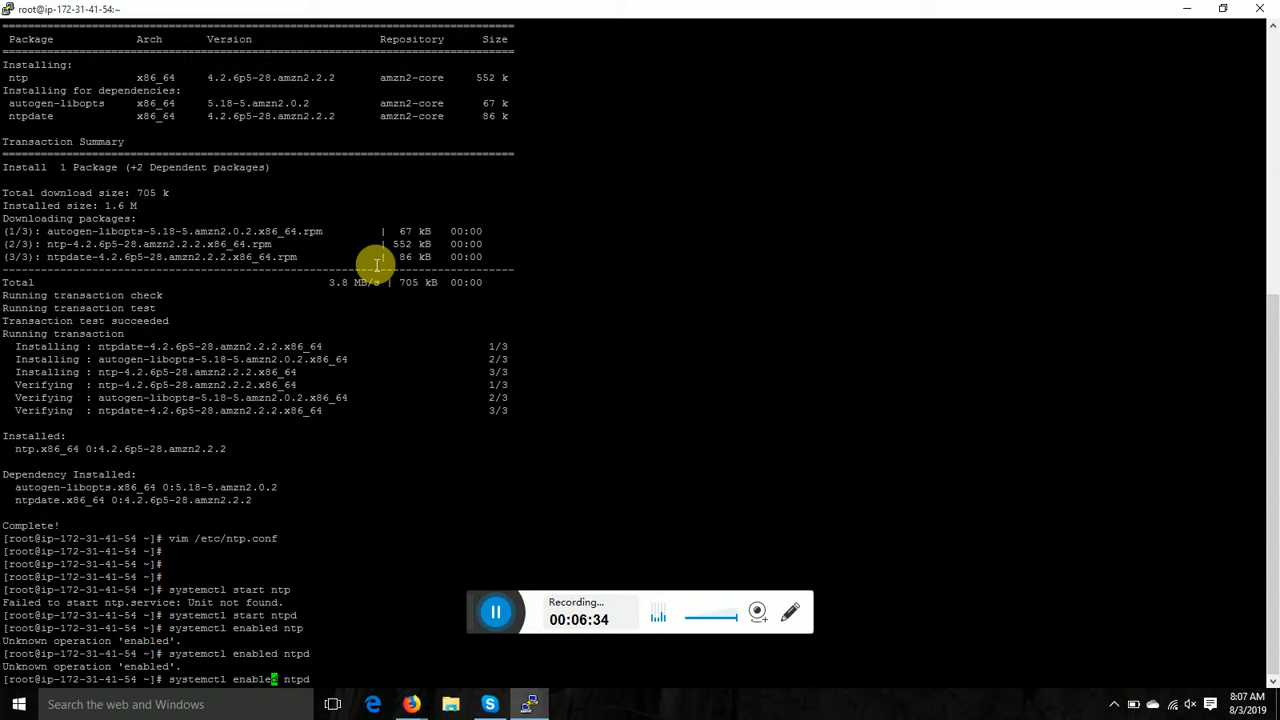 root@ip-172-31-41-54:~
================================================================================
Package Arch Version Repository Size
================================================================================
Installing:
ntp x86_64 4.2.6p5-28.amzn2.2.2 amzn2-core 552 k
Installing for dependencies:
autogen-libopts x86_64 5.18-5.amzn2.0.2 amzn2-core 67 k
ntpdate x86_64 4.2.6p5-28.amzn2.2.2 amzn2-core 86 k
Transaction Summary
================================================================================
Install 1 Package (+2 Dependent packages)
Total download size: 705 k
Installed size: 1.6 M
Downloading packages:
(1/3): autogen-libopts-5.18-5.amzn2.0.2.x86_64.rpm | 67 kB 00:00
(2/3): ntp-4.2.6p5-28.amzn2.2.2.x86_64.rpm | 552 kB 00:00
(3/3): ntpdate-4.2.6p5-28.amzn2.2.2.x86_64.rpm | 86 kB 00:00
--------------------------------------------------------------------------------
Total 3.8 MB/s | 705 kB 00:00
Running transaction check
Running transaction test
Transaction test succeeded
Running transaction
Installing : ntpdate-4.2.6p5-28.amzn2.2.2.x86_64 1/3
Installing : autogen-libopts-5.18-5.amzn2.0.2.x86_64 2/3
Installing : ntp-4.2.6p5-28.amzn2.2.2.x86_64 3/3
Verifying : ntp-4.2.6p5-28.amzn2.2.2.x86_64 1/3
Verifying : autogen-libopts-5.18-5.amzn2.0.2.x86_64 2/3
Verifying : ntpdate-4.2.6p5-28.amzn2.2.2.x86_64 3/3
Installed:
ntp.x86_64 0:4.2.6p5-28.amzn2.2.2
Dependency Installed:
autogen-libopts.x86_64 0:5.18-5.amzn2.0.2
ntpdate.x86_64 0:4.2.6p5-28.amzn2.2.2
Complete!
[root@ip-172-31-41-54 ~]# vim /etc/ntp.conf
[root@ip-172-31-41-54 ~]#
[root@ip-172-31-41-54 ~]#
[root@ip-172-31-41-54 ~]#
[root@ip-172-31-41-54 ~]# systemctl start ntp
Failed to start ntp.service: Unit not found.
[root@ip-172-31-41-54 ~]# systemctl start ntpd
[root@ip-172-31-41-54 ~]# systemctl enabled ntp
Unknown operation 'enabled'.
[root@ip-172-31-41-54 ~]# systemctl enabled ntpd
Unknown operation 'enabled'.
[root@ip-172-31-41-54 ~]# systemctl enabled ntpd
Recording...
00:06:34
Search the web and Windows
8:07 AM
8/3/2019